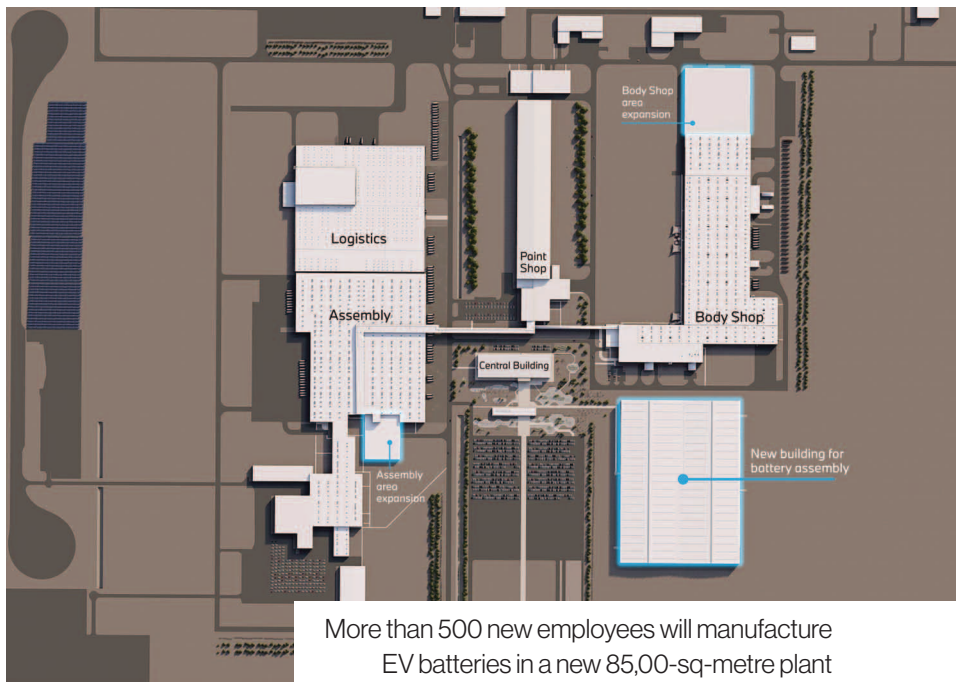 Body Shop
area
expansion
Logistics
Paint
Shop
Assembly
Body Shop
Central Building
Assembly
area
expansion
New building for
battery assembly
More than 500 new employees will manufacture
EV batteries in a new 85,00-sq-metre plant